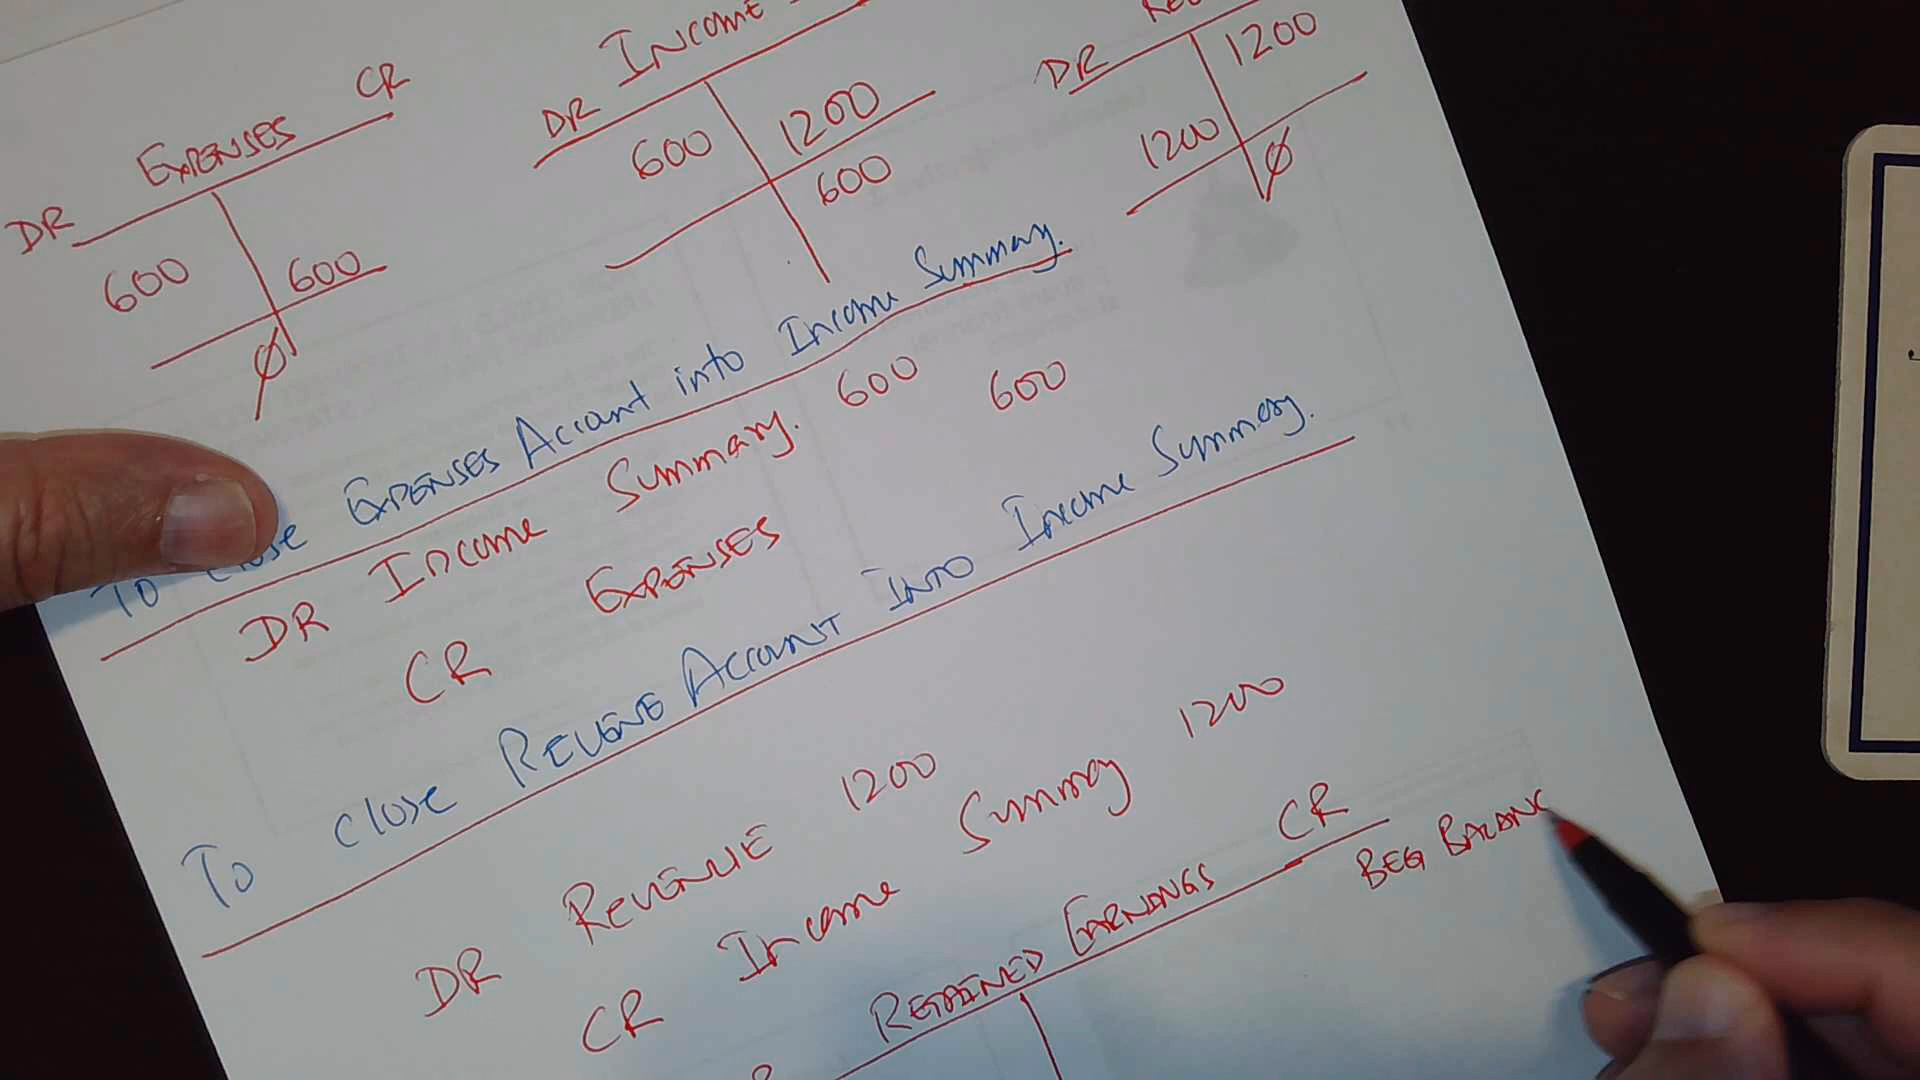 EXPENSES CR
DR
600 600
Ø
INCOME
DR
600 1200
600
DR
1200
1200
Ø
To close EXPENSES Account into Income Summary.
DR Income Summary. 600
CR EXPENSES 600
To close REVENUE ACCOUNT INTO Income Summary.
DR REVENUE 1200
CR Income Summary 1200
RETAINED EARNINGS CR
BEG BALANC